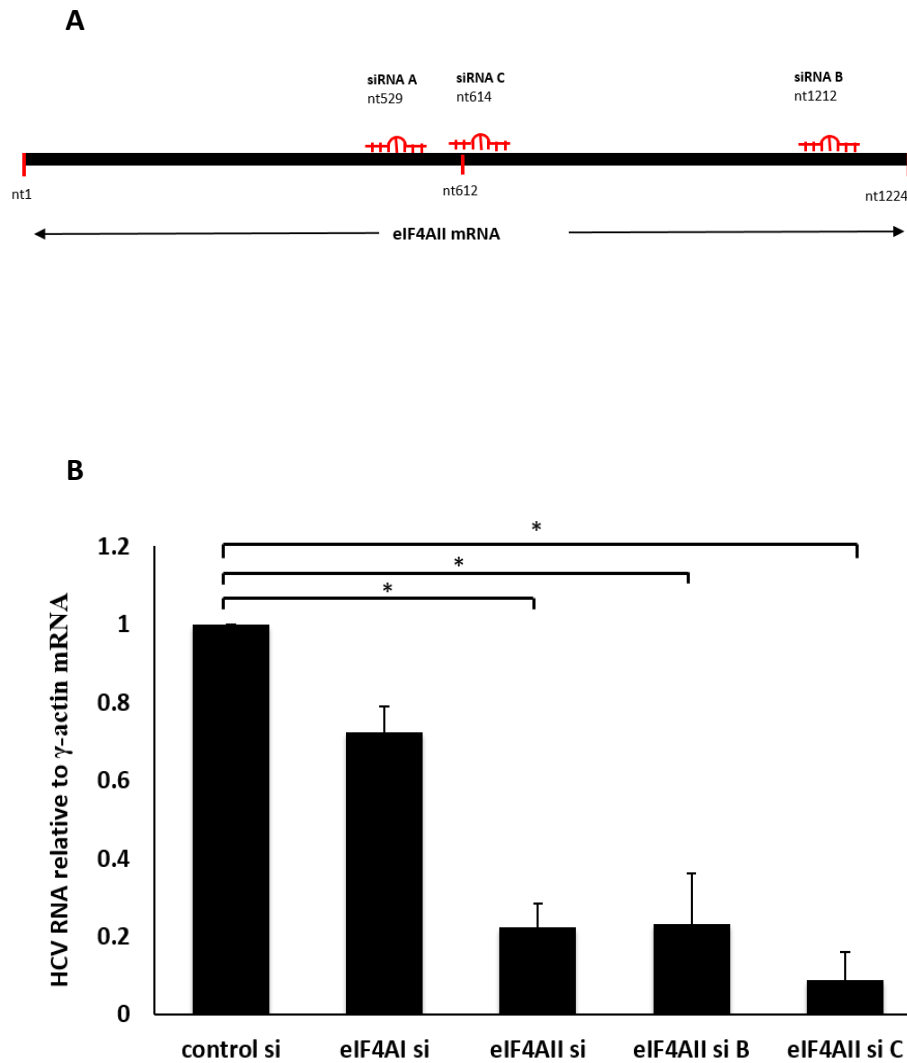 A
siRNA A
nt529
siRNA C
nt614
siRNA B
nt1212
nt1
nt612
nt1224
eIF4AII mRNA
B
*
*
*
HCV RNA relative to γ-actin mRNA
1.2
1
0.8
0.6
0.4
0.2
0
control si
eIF4AI si
eIF4AII si
eIF4AII si B
eIF4AII si C